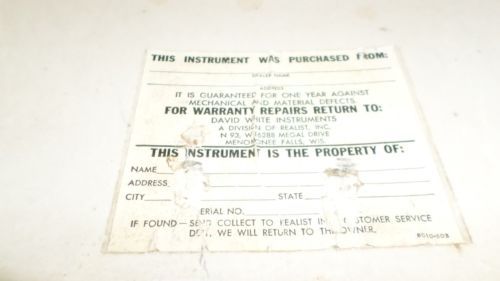 THIS INSTRUMENT WAS PURCHASED FROM:
DEALER NAME
ADDRESS
IT IS GUARANTEED FOR ONE YEAR AGAINST
MECHANICAL AND MATERIAL DEFECTS.
FOR WARRANTY REPAIRS RETURN TO:
DAVID WHITE INSTRUMENTS
A DIVISION OF REALIST, INC.
N 93, W 16288 MEGAL DRIVE
MENOMONEE FALLS, WIS.
THIS INSTRUMENT IS THE PROPERTY OF:
NAME
ADDRESS
CITY STATE
SERIAL NO.
IF FOUND—SEND COLLECT TO REALIST INC. CUSTOMER SERVICE
DEPT. WE WILL RETURN TO THE OWNER.